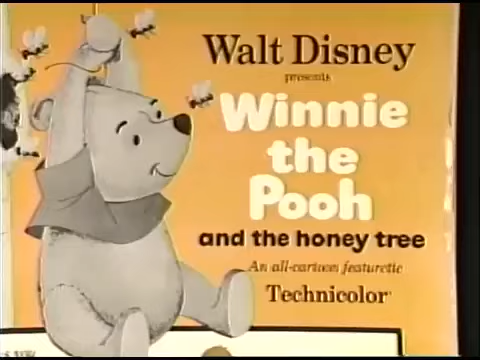 Walt Disney
presents
Winnie
the
Pooh
and the honey tree
An all-cartoon featurette
Technicolor